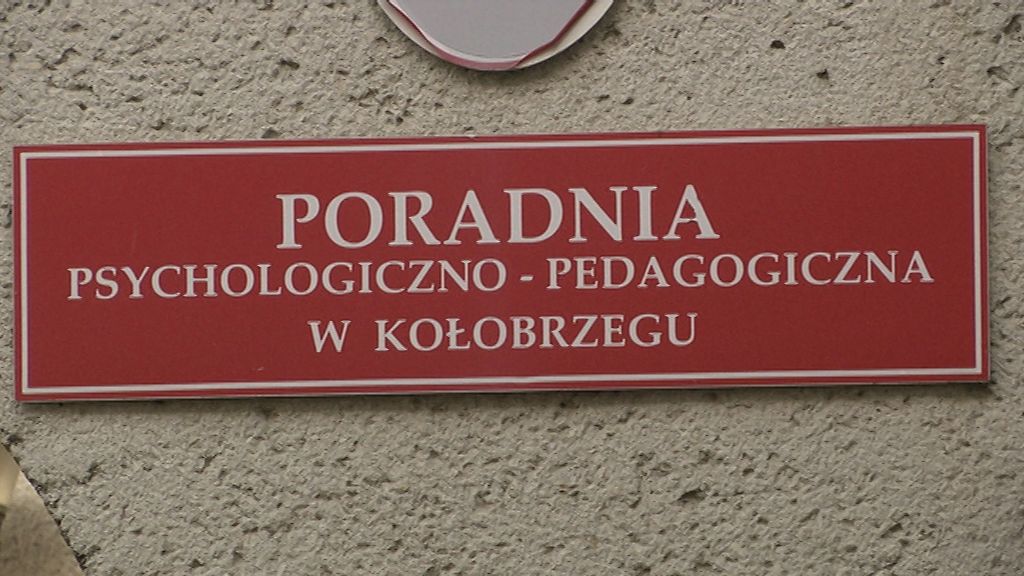 PORADNIA
PSYCHOLOGICZNO - PEDAGOGICZNA
W KOŁOBRZEGU